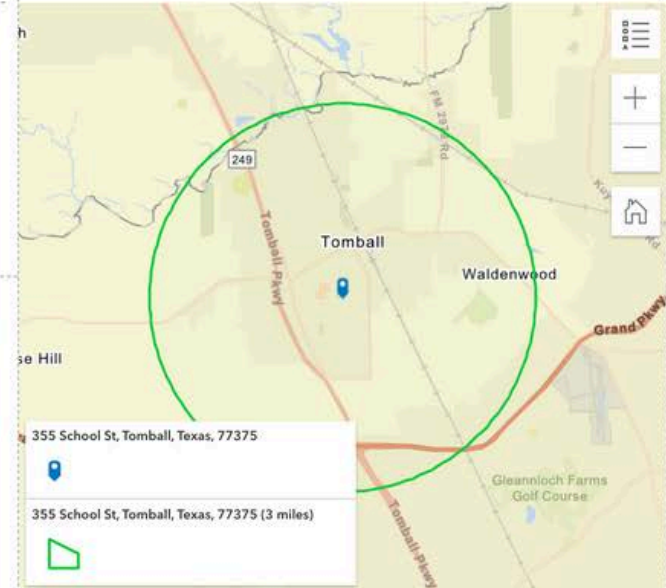 h
249
FM 2978 Rd
Tomball Pkwy
Tomball
Waldenwood
Grand Pkwy
se Hill
355 School St, Tomball, Texas, 77375
355 School St, Tomball, Texas, 77375 (3 miles)
Gleannloch Farms
Golf Course
Tomball Pkwy